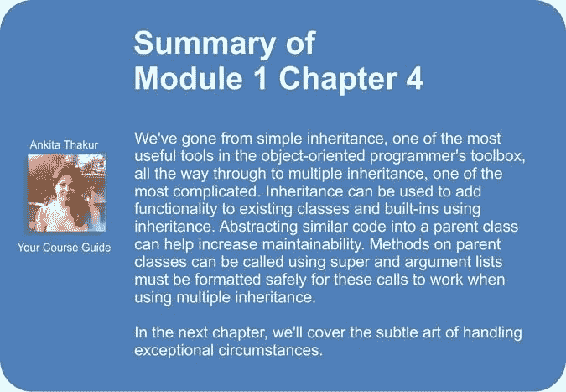 Summary of
Module 1 Chapter 4
Ankita Thakur
Your Course Guide
We've gone from simple inheritance, one of the most
useful tools in the object-oriented programmer's toolbox,
all the way through to multiple inheritance, one of the
most complicated. Inheritance can be used to add
functionality to existing classes and built-ins using
inheritance. Abstracting similar code into a parent class
can help increase maintainability. Methods on parent
classes can be called using super and argument lists
must be formatted safely for these calls to work when
using multiple inheritance.
In the next chapter, we'll cover the subtle art of handling
exceptional circumstances.